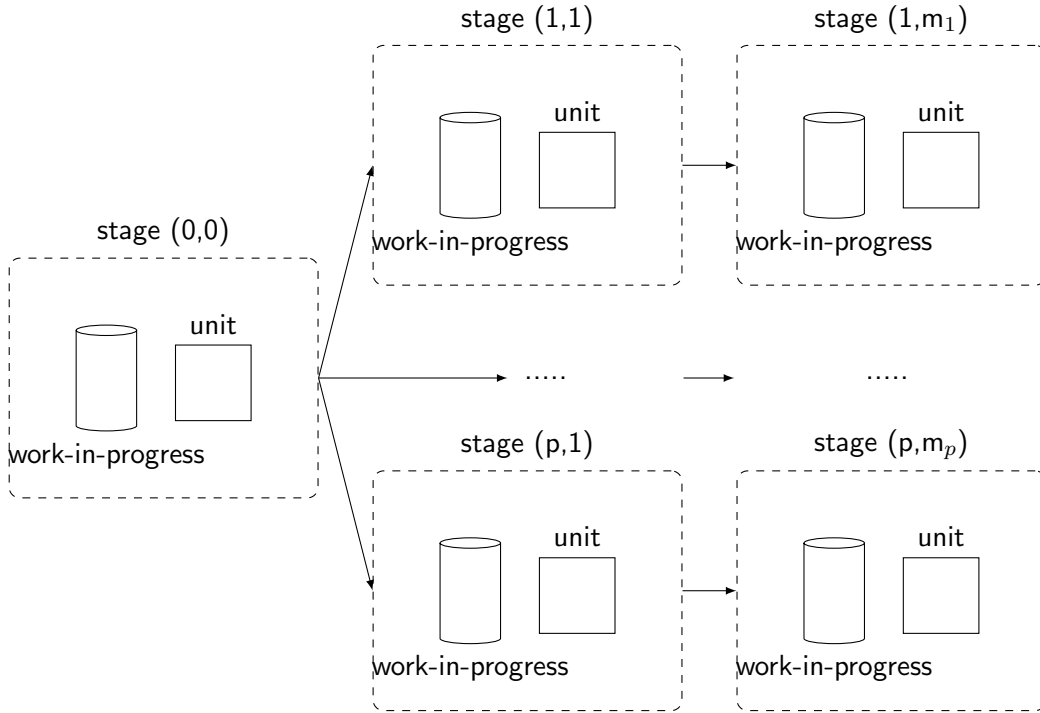 stage (1,1)
stage (1,m₁)
unit
unit
work-in-progress
work-in-progress
stage (0,0)
unit
work-in-progress
.....
.....
stage (p,1)
stage (p,mₚ)
unit
unit
work-in-progress
work-in-progress